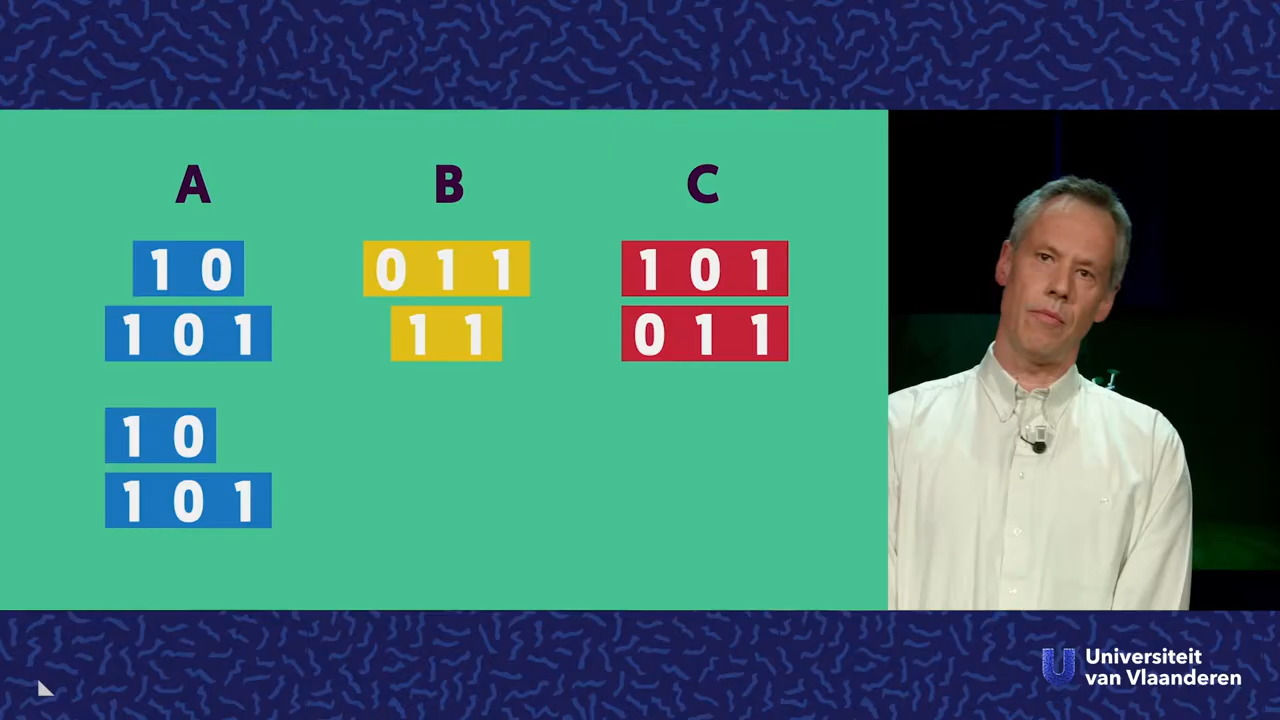 A B C
1 0 0 1 1 1 0 1
1 0 1 1 1 0 1 1
1 0
1 0 1
Universiteit
van Vlaanderen